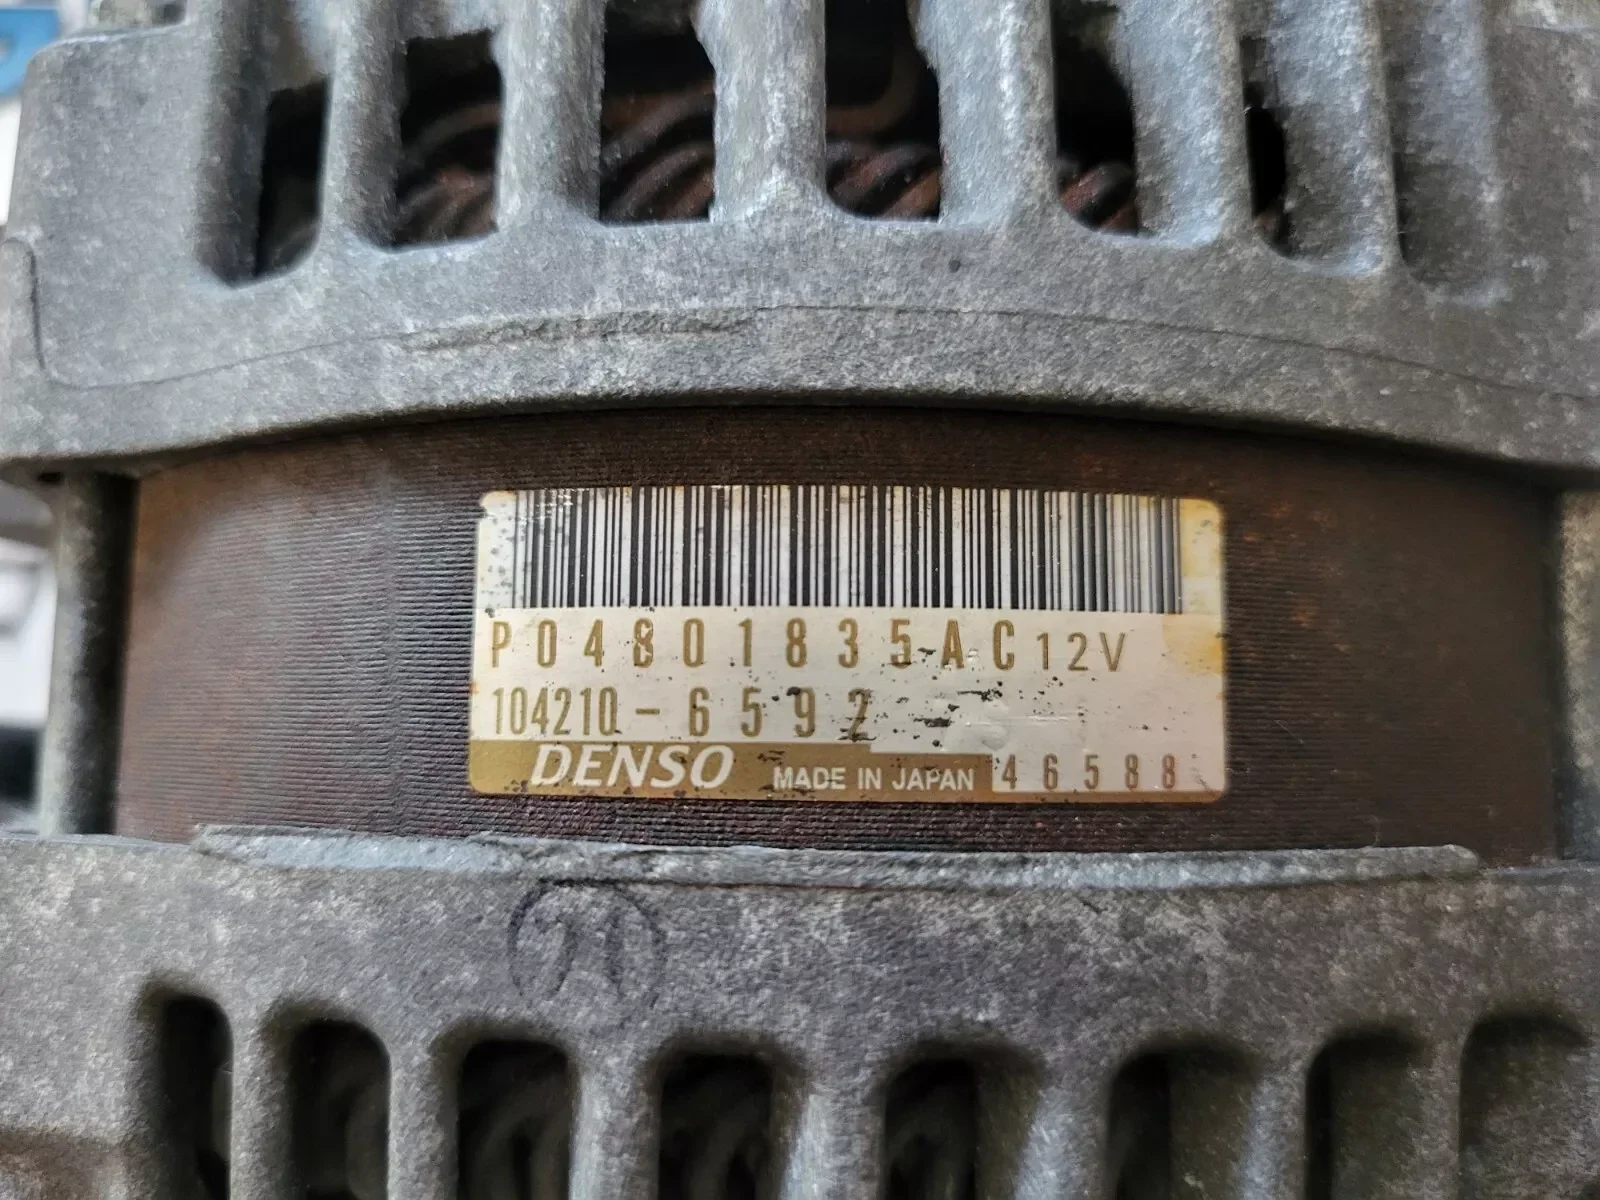 P04801835AC 12V
104210-6592
DENSO MADE IN JAPAN 46588